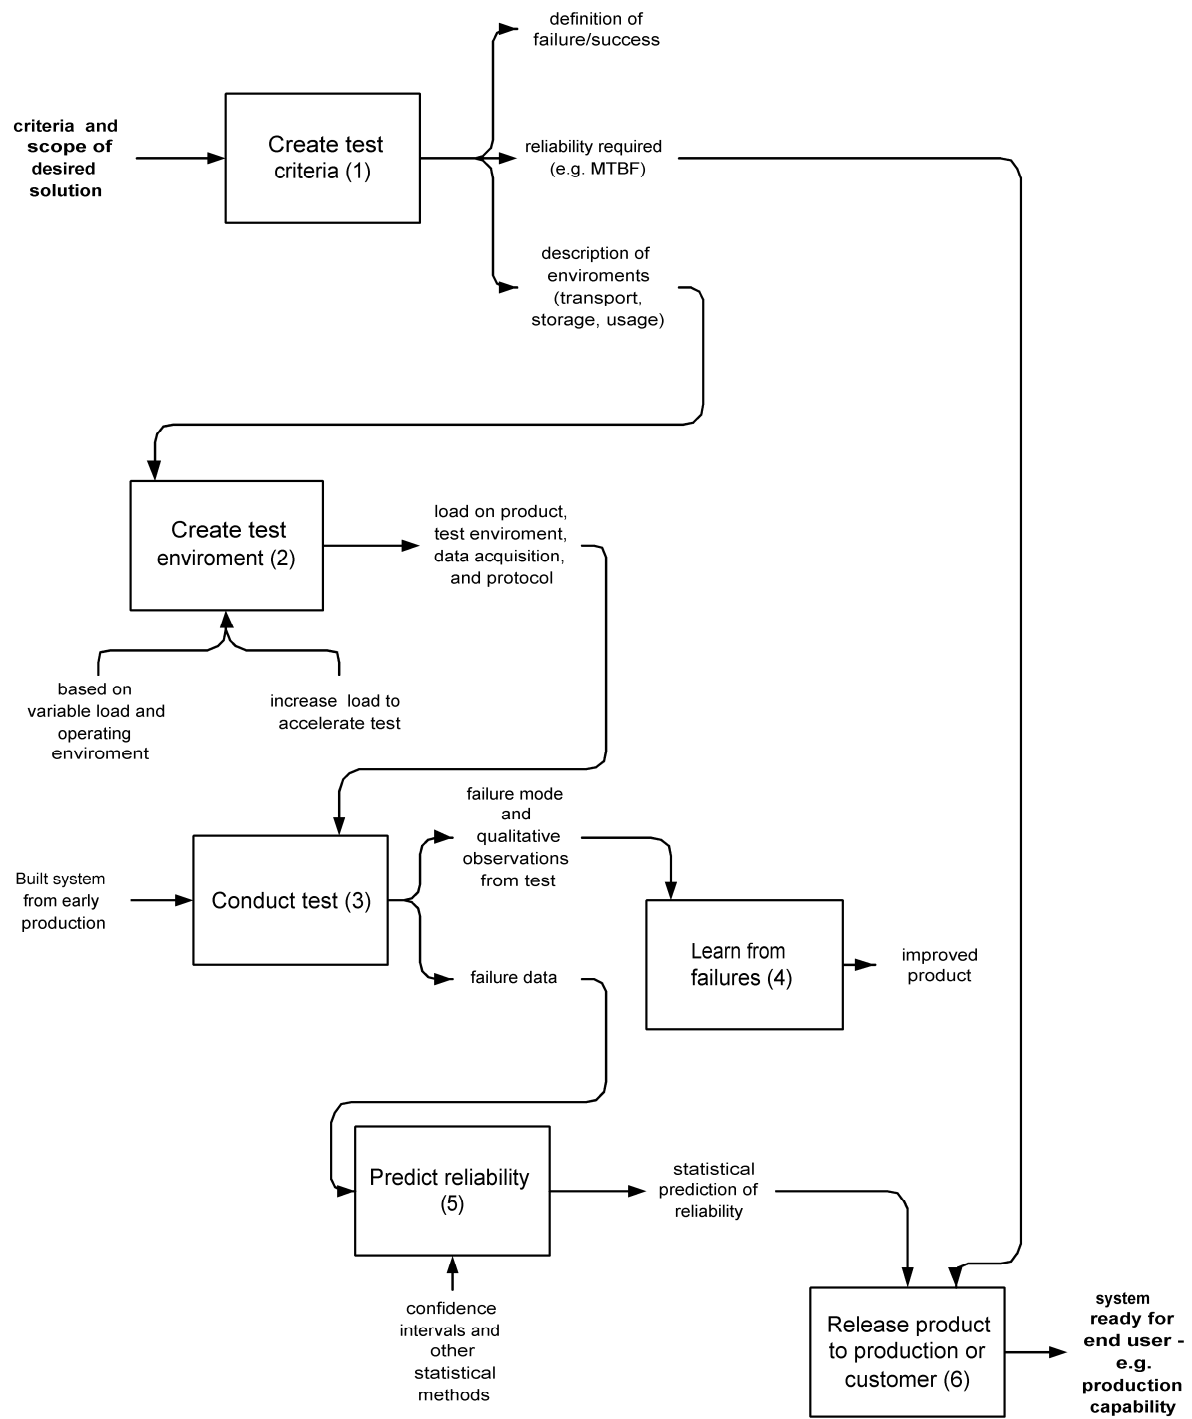 definition of
failure/success
criteria and
scope of
desired
solution
Create test
criteria (1)
reliability required
(e.g. MTBF)
description of
enviroments
(transport,
storage, usage)
Create test
enviroment (2)
load on product,
test enviroment,
data acquisition,
and protocol
based on
variable load and
operating
enviroment
increase load to
accelerate test
failure mode
and
qualitative
observations
from test
Built system
from early
production
Conduct test (3)
Learn from
failures (4)
improved
product
failure data
Predict reliability
(5)
statistical
prediction of
reliability
confidence
intervals and
other
statistical
methods
Release product
to production or
customer (6)
system
ready for
end user -
e.g.
production
capability